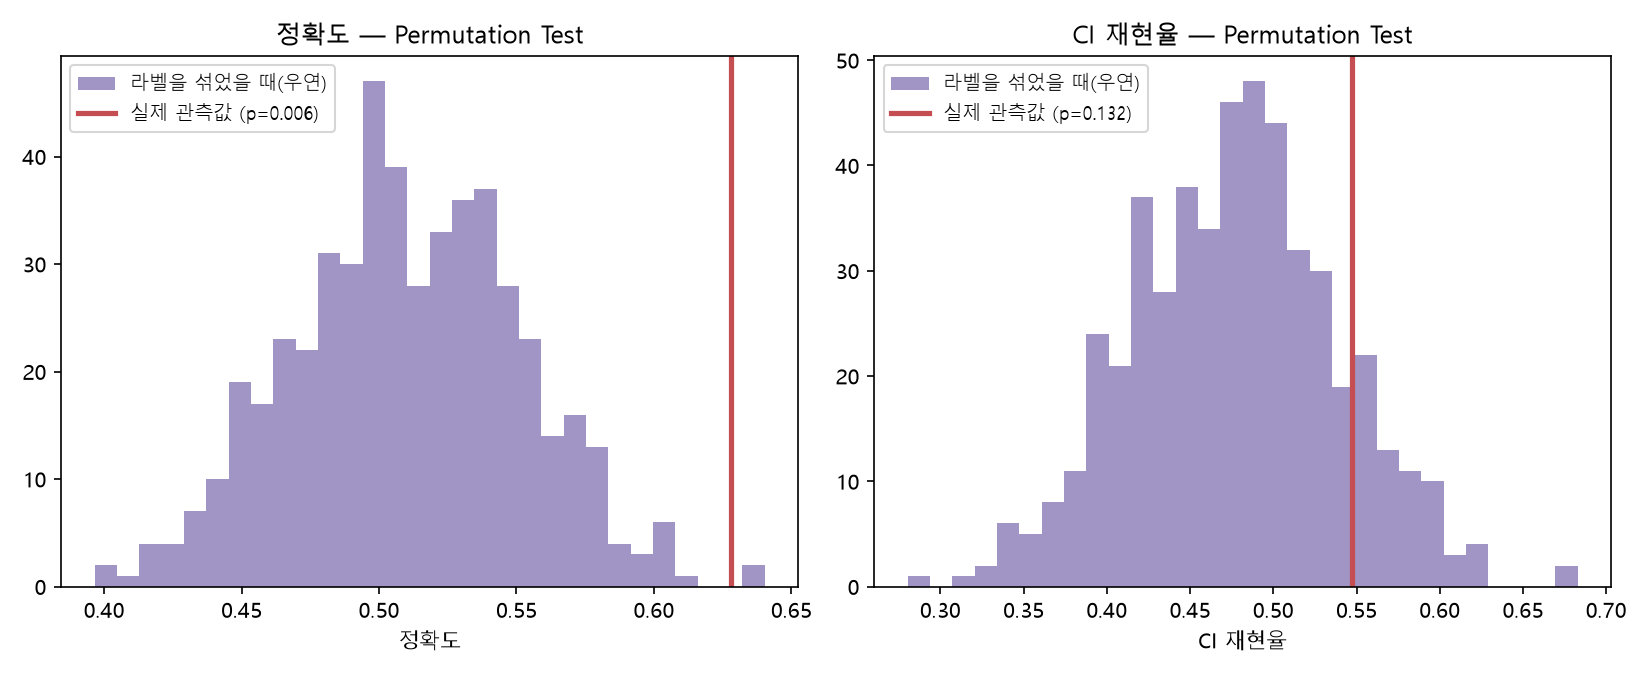 정확도 — Permutation Test
라벨을 섞었을 때(우연)
실제 관측값 (p=0.006)
40
30
20
10
0
0.40 0.45 0.50 0.55 0.60 0.65
정확도
CI 재현율 — Permutation Test
라벨을 섞었을 때(우연)
실제 관측값 (p=0.132)
50
40
30
20
10
0
0.30 0.35 0.40 0.45 0.50 0.55 0.60 0.65 0.70
CI 재현율